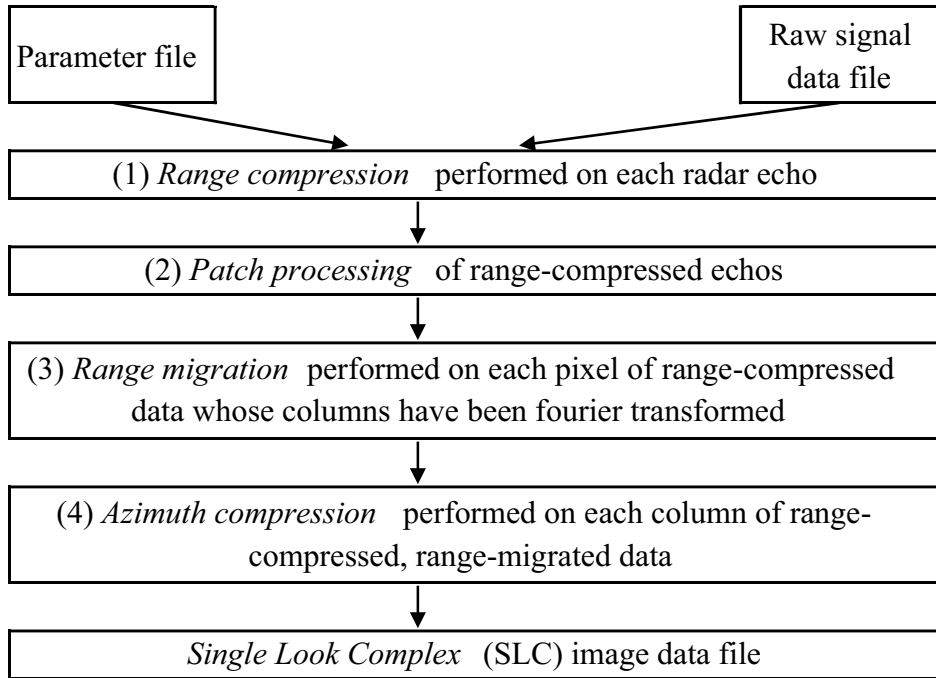 Parameter file
Raw signal
data file
(1) Range compression performed on each radar echo
(2) Patch processing of range-compressed echos
(3) Range migration performed on each pixel of range-compressed
data whose columns have been fourier transformed
(4) Azimuth compression performed on each column of range-
compressed, range-migrated data
Single Look Complex (SLC) image data file